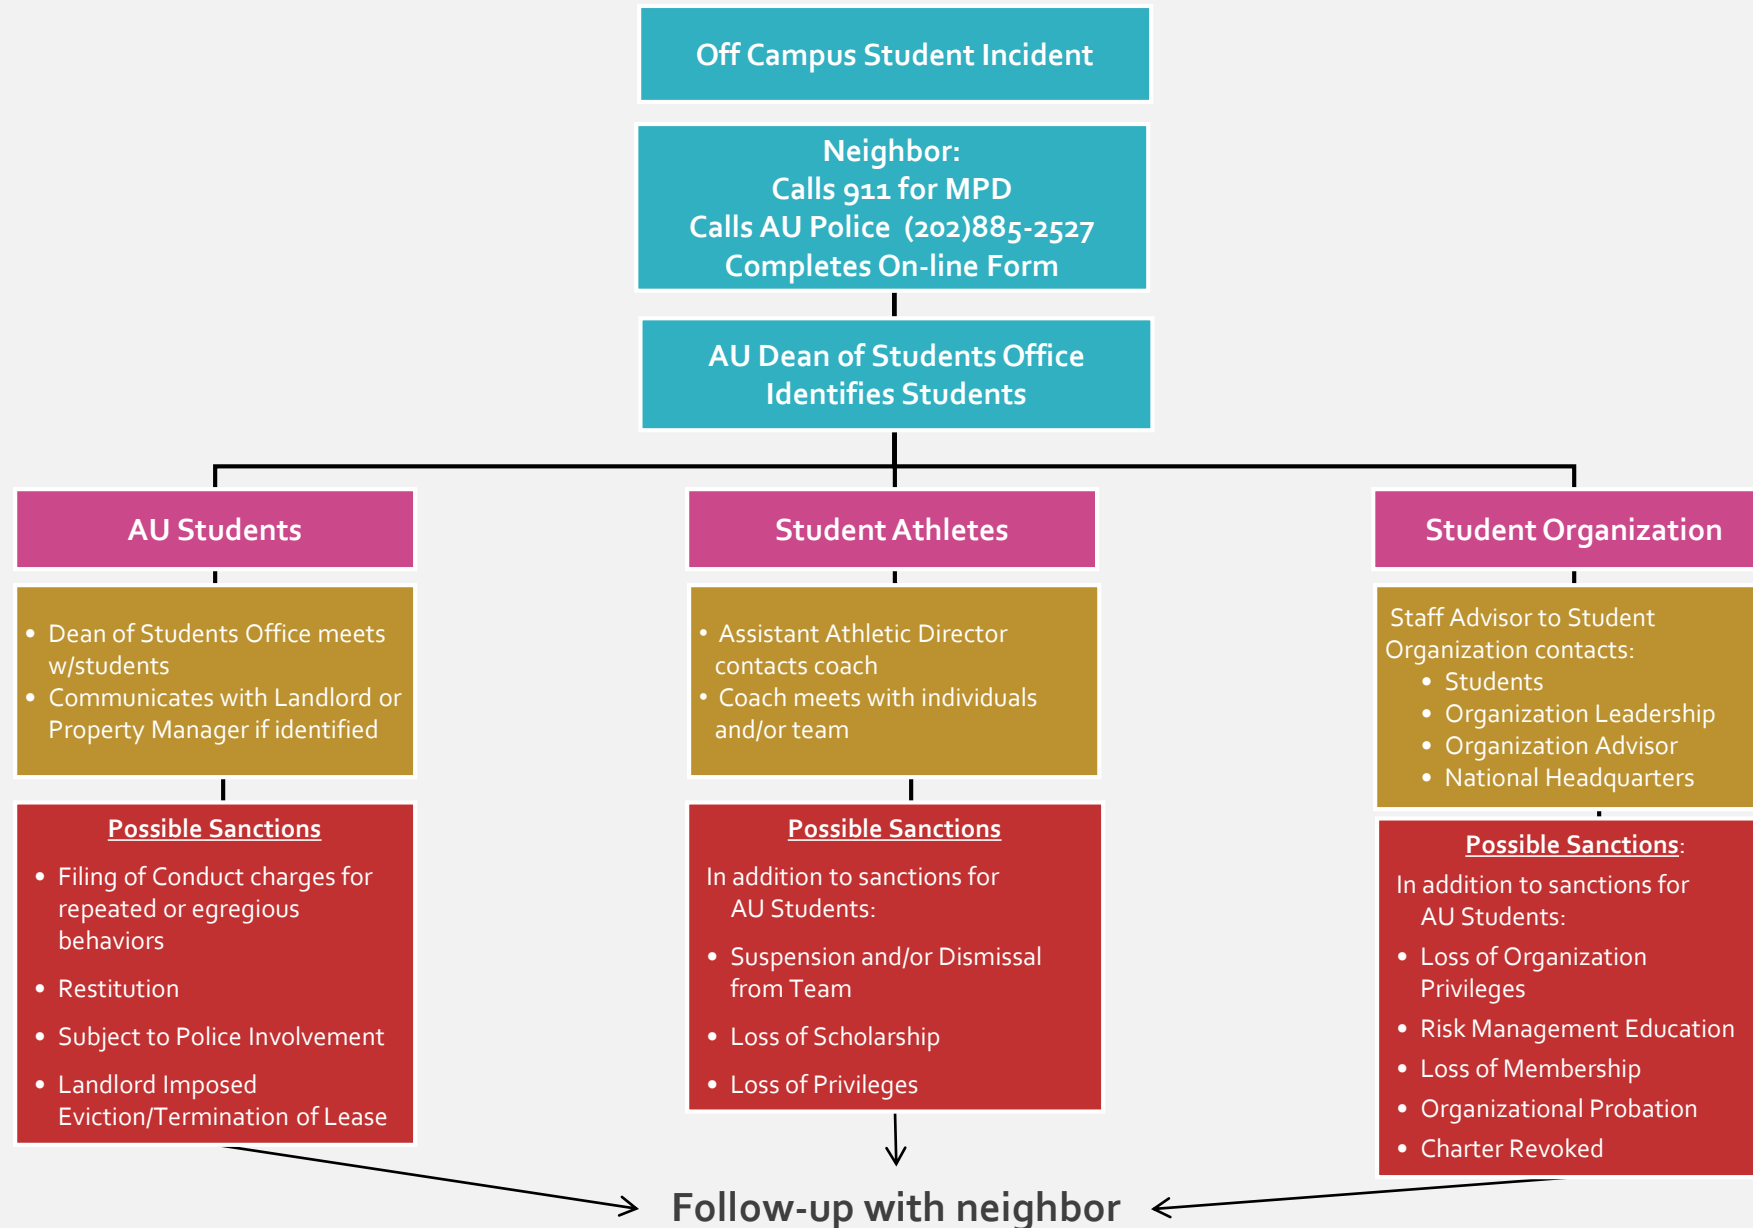 Off Campus Student Incident
Neighbor:
Calls 911 for MPD
Calls AU Police (202)885-2527
Completes On-line Form
AU Dean of Students Office
Identifies Students
AU Students
• Dean of Students Office meets
w/students
• Communicates with Landlord or
Property Manager if identified
Possible Sanctions
• Filing of Conduct charges for
repeated or egregious
behaviors
• Restitution
• Subject to Police Involvement
• Landlord Imposed
Eviction/Termination of Lease
Student Athletes
• Assistant Athletic Director
contacts coach
• Coach meets with individuals
and/or team
Possible Sanctions
In addition to sanctions for
AU Students:
• Suspension and/or Dismissal
from Team
• Loss of Scholarship
• Loss of Privileges
Student Organization
Staff Advisor to Student
Organization contacts:
• Students
• Organization Leadership
• Organization Advisor
• National Headquarters
Possible Sanctions:
In addition to sanctions for
AU Students:
• Loss of Organization
Privileges
• Risk Management Education
• Loss of Membership
• Organizational Probation
• Charter Revoked
Follow-up with neighbor